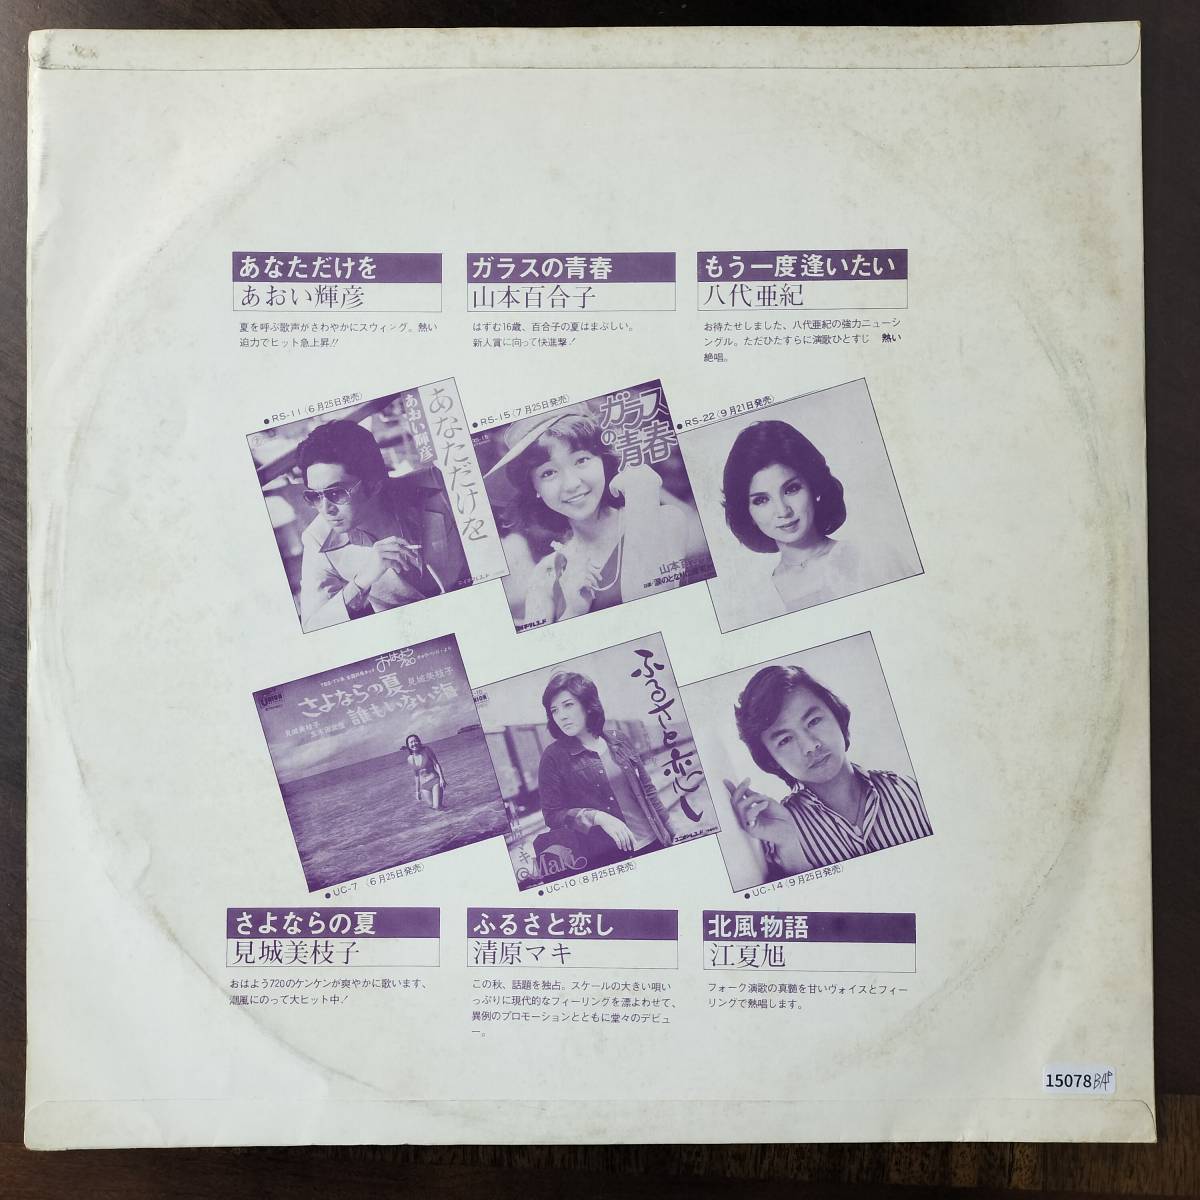 あなただけを
あおい輝彦
夏を呼ぶ歌声がさわやかにスウィング。熱い
迫力でヒット急上昇!!
ガラスの青春
山本百合子
はずむ16歳、百合子の夏はまぶしい。
新人賞に向って快進撃!
もう一度逢いたい
八代亜紀
お待たせしました、八代亜紀の強力ニューシ
ングル。ただひたすらに演歌ひとすじ 熱い
絶唱。
●RS-11(6月25日発売)
あおい輝彦
あなただけを
●RS-15(7月25日発売)
ガラス
の青春
山本百
●RS-22(9月21日発売)
おはよう720
さよならの夏
見城美枝子
誰もいない海
見城美枝子
UNION
●UC-7 (6月25日発売)
ふるさと恋し
マキ
Maki
●UC-10(8月25日発売)
●UC-14(9月25日発売)
さよならの夏
見城美枝子
おはよう720のケンケンが爽やかに歌います、
潮風にのって大ヒット中!
ふるさと恋し
清原マキ
この秋、話題を独占。スケールの大きい唄い
っぷりに現代的なフィーリングを漂よわせて、
異例のプロモーションとともに堂々のデビュ
ー。
北風物語
江夏旭
フォーク演歌の真髄を甘いヴォイスとフィー
リングで熱唱します。
15078 BAP